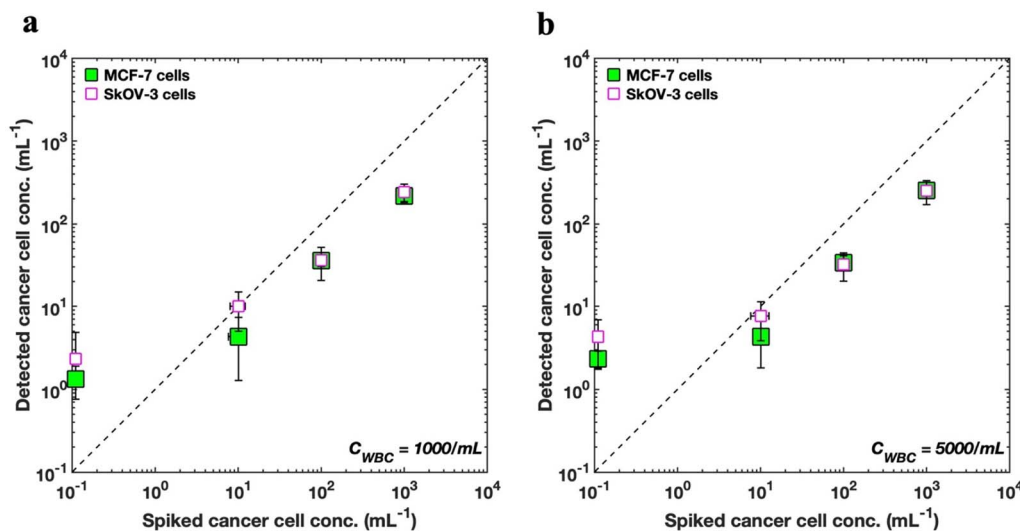 a
MCF-7 cells
SkOV-3 cells
C_WBC = 1000/mL
Detected cancer cell conc. (mL^-1)
10^4
10^3
10^2
10^1
10^0
10^-1
10^-1 10^0 10^1 10^2 10^3 10^4
Spiked cancer cell conc. (mL^-1)
b
MCF-7 cells
SkOV-3 cells
C_WBC = 5000/mL
Detected cancer cell conc. (mL^-1)
10^4
10^3
10^2
10^1
10^0
10^-1
10^-1 10^0 10^1 10^2 10^3 10^4
Spiked cancer cell conc. (mL^-1)